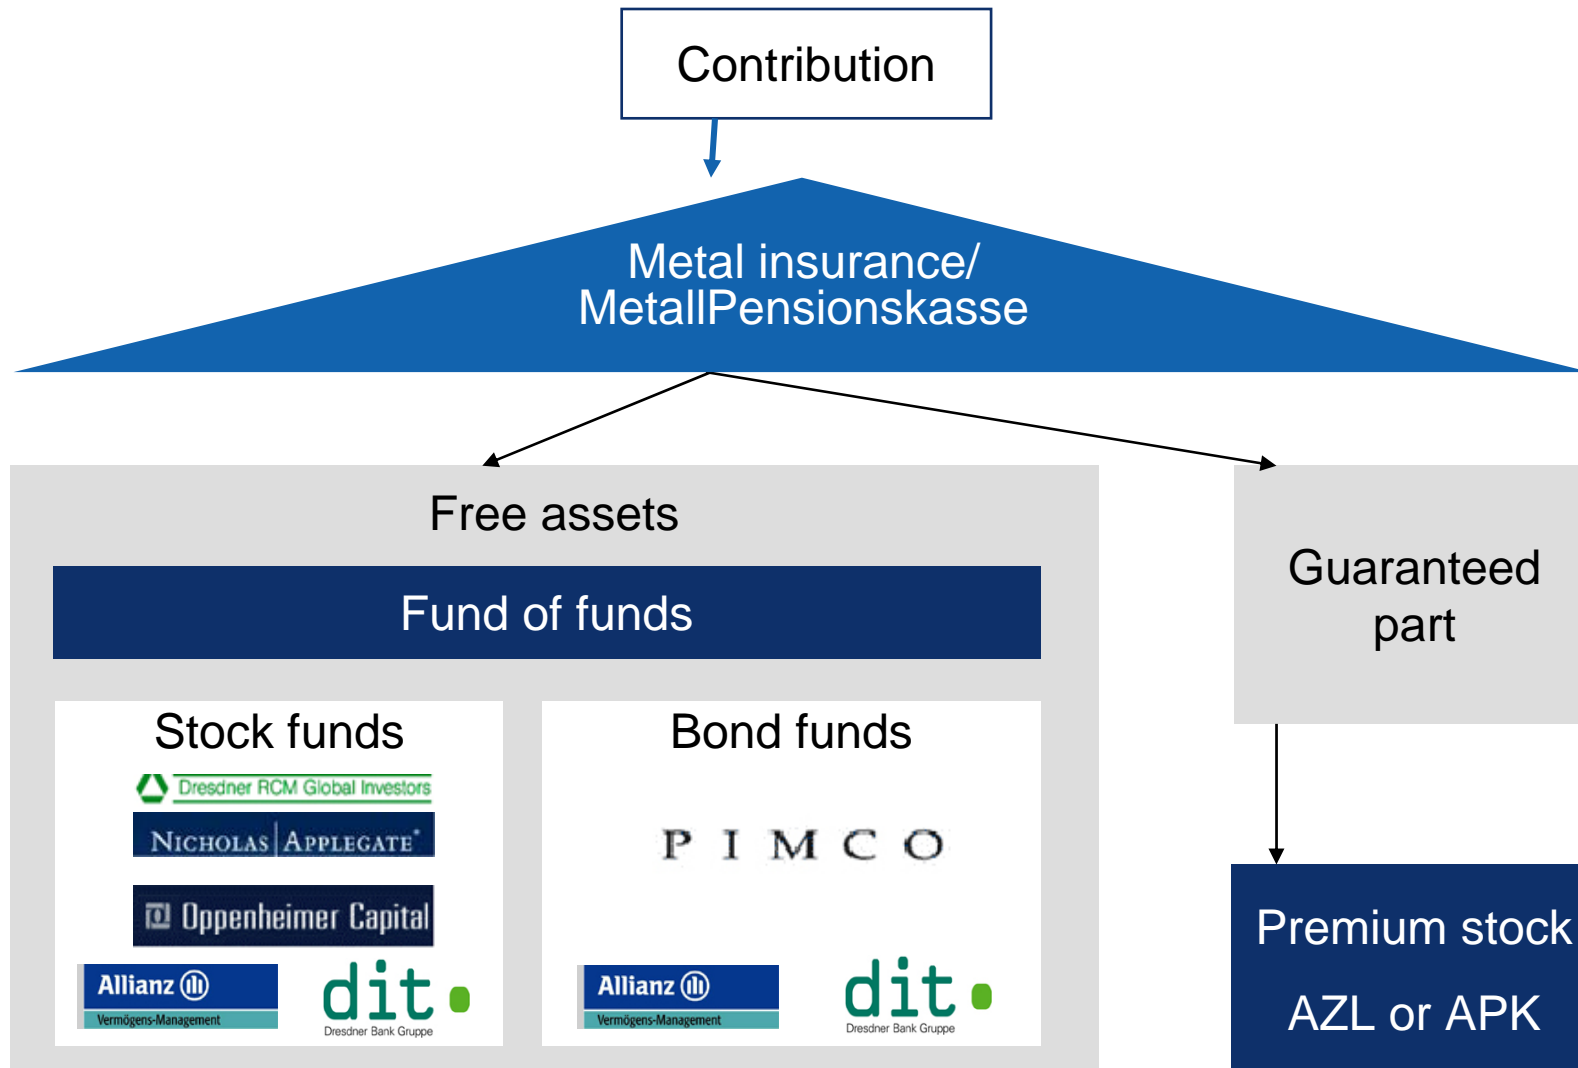 Contribution
Metal insurance/
MetallPensionskasse
Free assets
Fund of funds
Stock funds
Dresdner RCM Global Investors
NICHOLAS APPLEGATE
Oppenheimer Capital
Allianz
Vermögens-Management
dit
Dresdner Bank Gruppe
Bond funds
PIMCO
Allianz
Vermögens-Management
dit
Dresdner Bank Gruppe
Guaranteed
part
Premium stock
AZL or APK